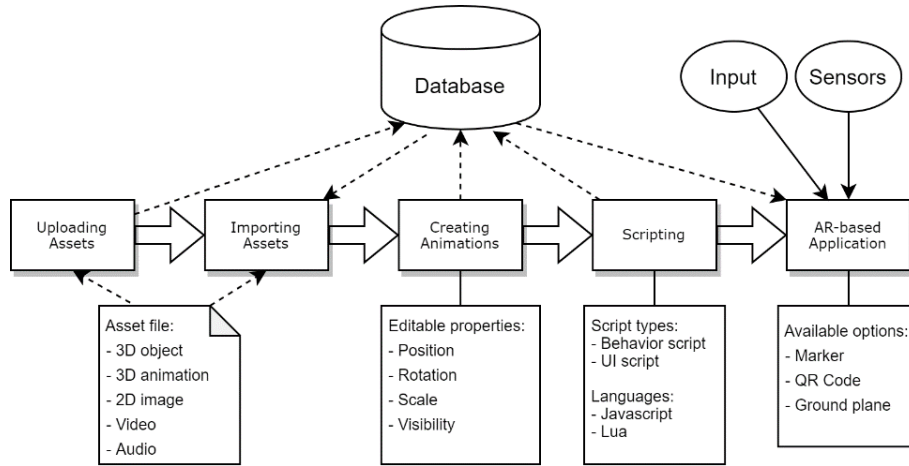 Database
Input
Sensors
Uploading
Assets
Importing
Assets
Creating
Animations
Scripting
AR-based
Application
Asset file:
- 3D object
- 3D animation
- 2D image
- Video
- Audio
Editable properties:
- Position
- Rotation
- Scale
- Visibility
Script types:
- Behavior script
- UI script
Languages:
- Javascript
- Lua
Available options:
- Marker
- QR Code
- Ground plane